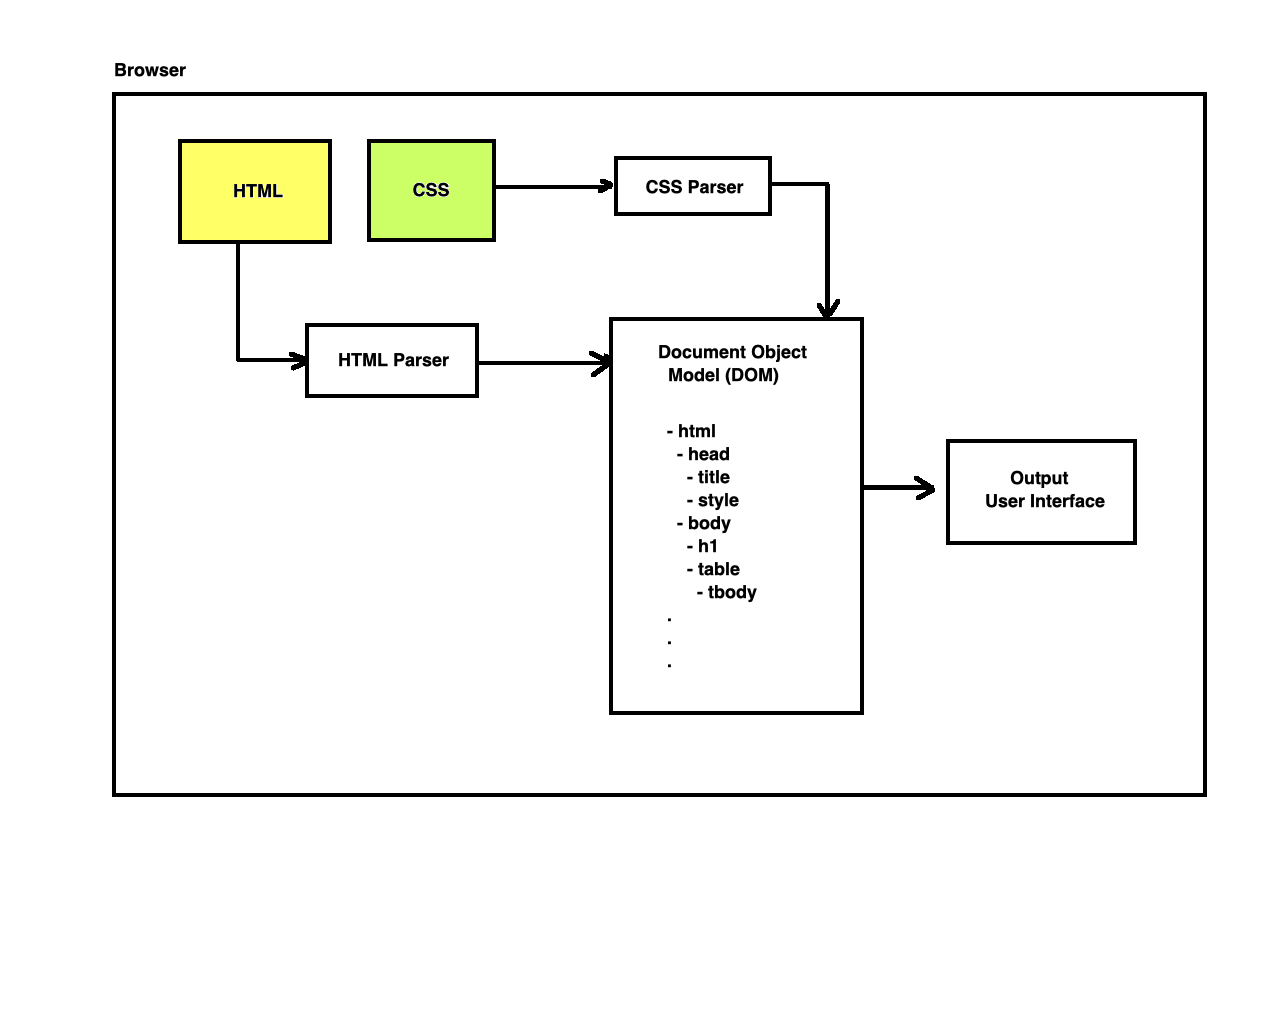 Browser
HTML
CSS
CSS Parser
HTML Parser
Document Object
Model (DOM)
- html
- head
- title
- style
- body
- h1
- table
- tbody
.
.
.
Output
User Interface